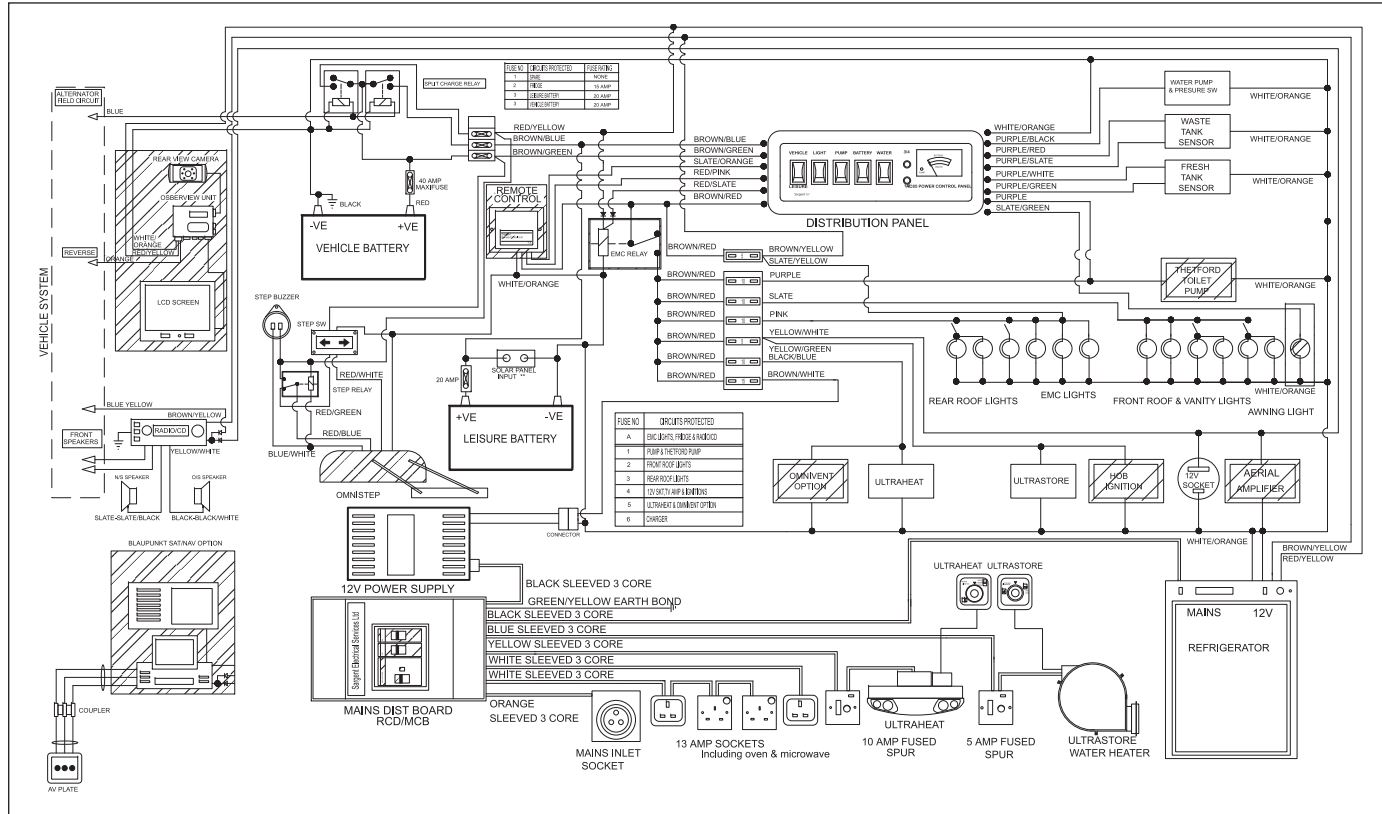 ALTERNATOR
FIELD CIRCUIT
BLUE
SPLIT CHARGE RELAY
FUSE NO CIRCUITS PROTECTED FUSE RATING
1 SPARE NONE
2 FRIDGE 15 AMP
3 LEISURE BATTERY 20 AMP
3 VEHICLE BATTERY 20 AMP
RED/YELLOW
BROWN/BLUE
BROWN/GREEN
40 AMP
MAXIFUSE
BLACK
RED
-VE
+VE
VEHICLE BATTERY
VEHICLE SYSTEM
REAR VIEW CAMERA
OSBERVIEW UNIT
WHITE/
ORANGE
RED/YELLOW
REVERSE
ORANGE
LCD SCREEN
REMOTE
CONTROL
WHITE/ORANGE
EMC RELAY
BROWN/BLUE
BROWN/GREEN
SLATE/ORANGE
RED/PINK
RED/SLATE
BROWN/RED
VEHICLE LIGHT PUMP BATTERY WATER
LEISURE
POWER CONTROL PANEL
DISTRIBUTION PANEL
WHITE/ORANGE
PURPLE/BLACK
PURPLE/RED
PURPLE/SLATE
PURPLE/WHITE
PURPLE/GREEN
PURPLE
SLATE/GREEN
WATER PUMP
& PRESURE SW
WHITE/ORANGE
WASTE
TANK
SENSOR
WHITE/ORANGE
FRESH
TANK
SENSOR
WHITE/ORANGE
THETFORD
TOILET
PUMP
WHITE/ORANGE
BROWN/RED
BROWN/YELLOW
SLATE/YELLOW
BROWN/RED
PURPLE
BROWN/RED
SLATE
BROWN/RED
PINK
BROWN/RED
YELLOW/WHITE
YELLOW/GREEN
BROWN/RED
BLACK/BLUE
BROWN/RED
BROWN/WHITE
REAR ROOF LIGHTS
EMC LIGHTS
FRONT ROOF & VANITY LIGHTS
WHITE/ORANGE
AWNING LIGHT
STEP BUZZER
STEP SW
STEP RELAY
RED/WHITE
RED/GREEN
RED/BLUE
BLUE/WHITE
OMNISTEP
20 AMP
SOLAR PANEL
INPUT **
+VE
-VE
LEISURE BATTERY
BLUE YELLOW
BROWN/YELLOW
RADIO/CD
YELLOW/WHITE
FRONT
SPEAKERS
N/S SPEAKER
O/S SPEAKER
SLATE-SLATE/BLACK
BLACK-BLACK/WHITE
FUSE NO CIRCUITS PROTECTED
A EMC LIGHTS, FRIDGE & RADIO/CD
1 PUMP & THETFORD PUMP
2 FRONT ROOF LIGHTS
3 REAR ROOF LIGHTS
4 12V SKT,TV AMP & IGNITIONS
5 ULTRAHEAT & OMNIVENT OPTION
6 CHARGER
OMNIVENT
OPTION
ULTRAHEAT
ULTRASTORE
HOB
IGNITION
12V
SOCKET
AERIAL
AMPLIFIER
WHITE/ORANGE
BROWN/YELLOW
RED/YELLOW
BLAUPUNKT SAT/NAV OPTION
COUPLER
AV PLATE
CONNECTOR
12V POWER SUPPLY
BLACK SLEEVED 3 CORE
GREEN/YELLOW EARTH BOND
BLACK SLEEVED 3 CORE
BLUE SLEEVED 3 CORE
YELLOW SLEEVED 3 CORE
WHITE SLEEVED 3 CORE
WHITE SLEEVED 3 CORE
ORANGE
SLEEVED 3 CORE
Sargent Electrical Services Ltd
MAINS DIST BOARD
RCD/MCB
MAINS INLET
SOCKET
13 AMP SOCKETS
Including oven & microwave
ULTRAHEAT
10 AMP FUSED
SPUR
5 AMP FUSED
SPUR
ULTRAHEAT ULTRASTORE
ULTRASTORE
WATER HEATER
MAINS 12V
REFRIGERATOR